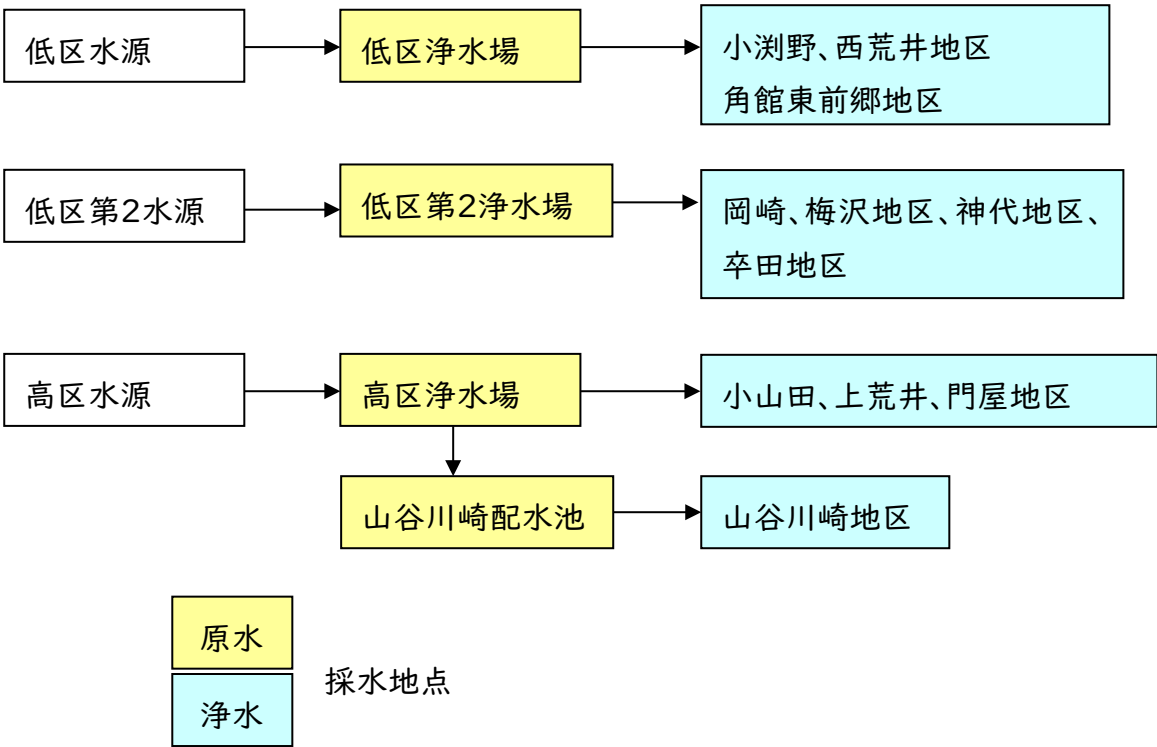 低区水源
低区浄水場
小渕野、西荒井地区
角館東前郷地区
低区第2水源
低区第2浄水場
岡崎、梅沢地区、神代地区、
卒田地区
高区水源
高区浄水場
小山田、上荒井、門屋地区
山谷川崎配水池
山谷川崎地区
原水
採水地点
浄水